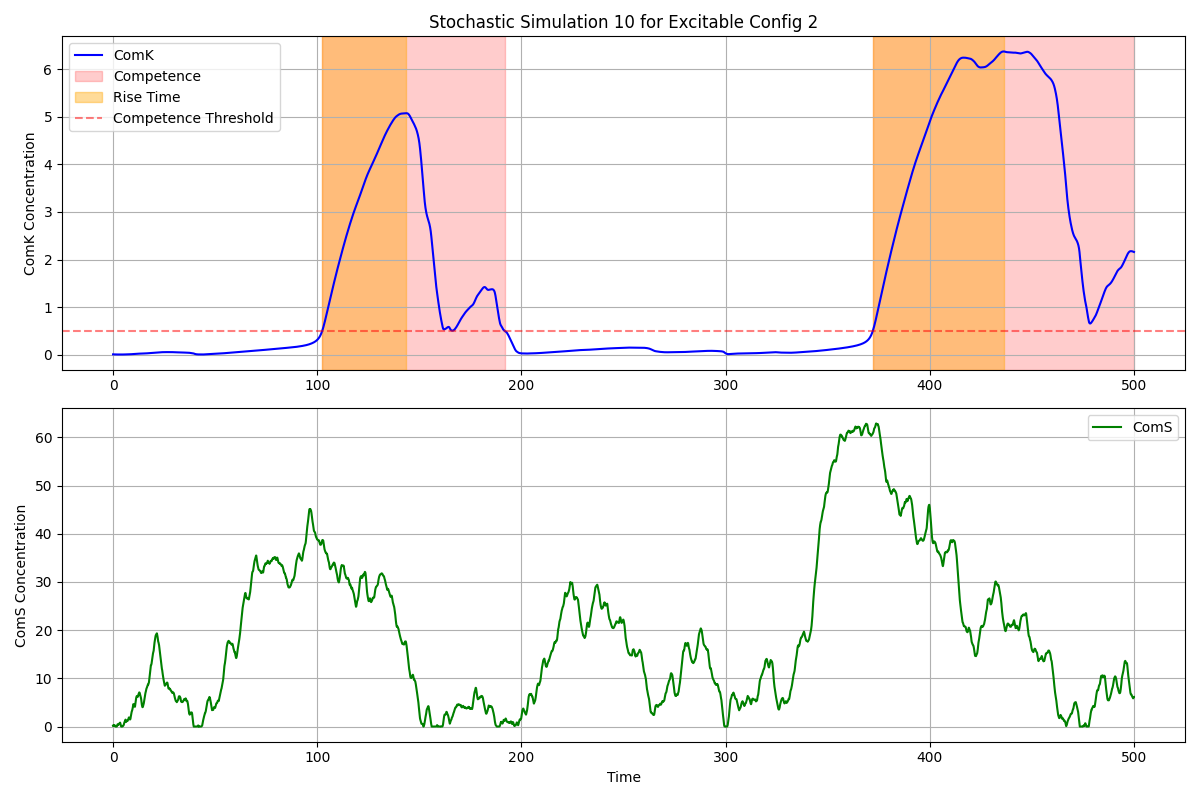 Stochastic Simulation 10 for Excitable Config 2
ComK
Competence
Rise Time
Competence Threshold
ComK Concentration
6
5
4
3
2
1
0
0 100 200 300 400 500
ComS
ComS Concentration
60
50
40
30
20
10
0
0 100 200 300 400 500
Time